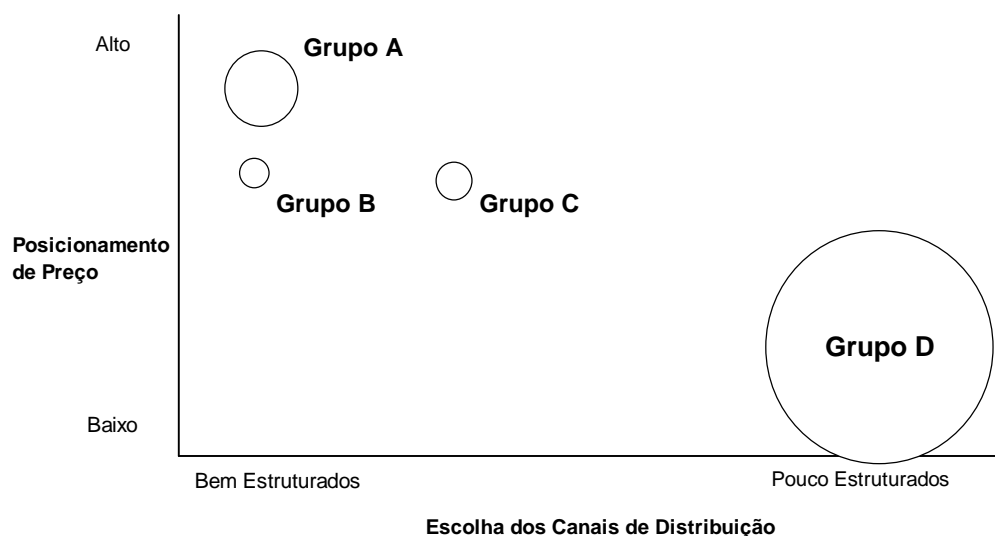 Alto
Grupo A
Grupo B
Grupo C
Posicionamento
de Preço
Grupo D
Baixo
Bem Estruturados
Pouco Estruturados
Escolha dos Canais de Distribuição